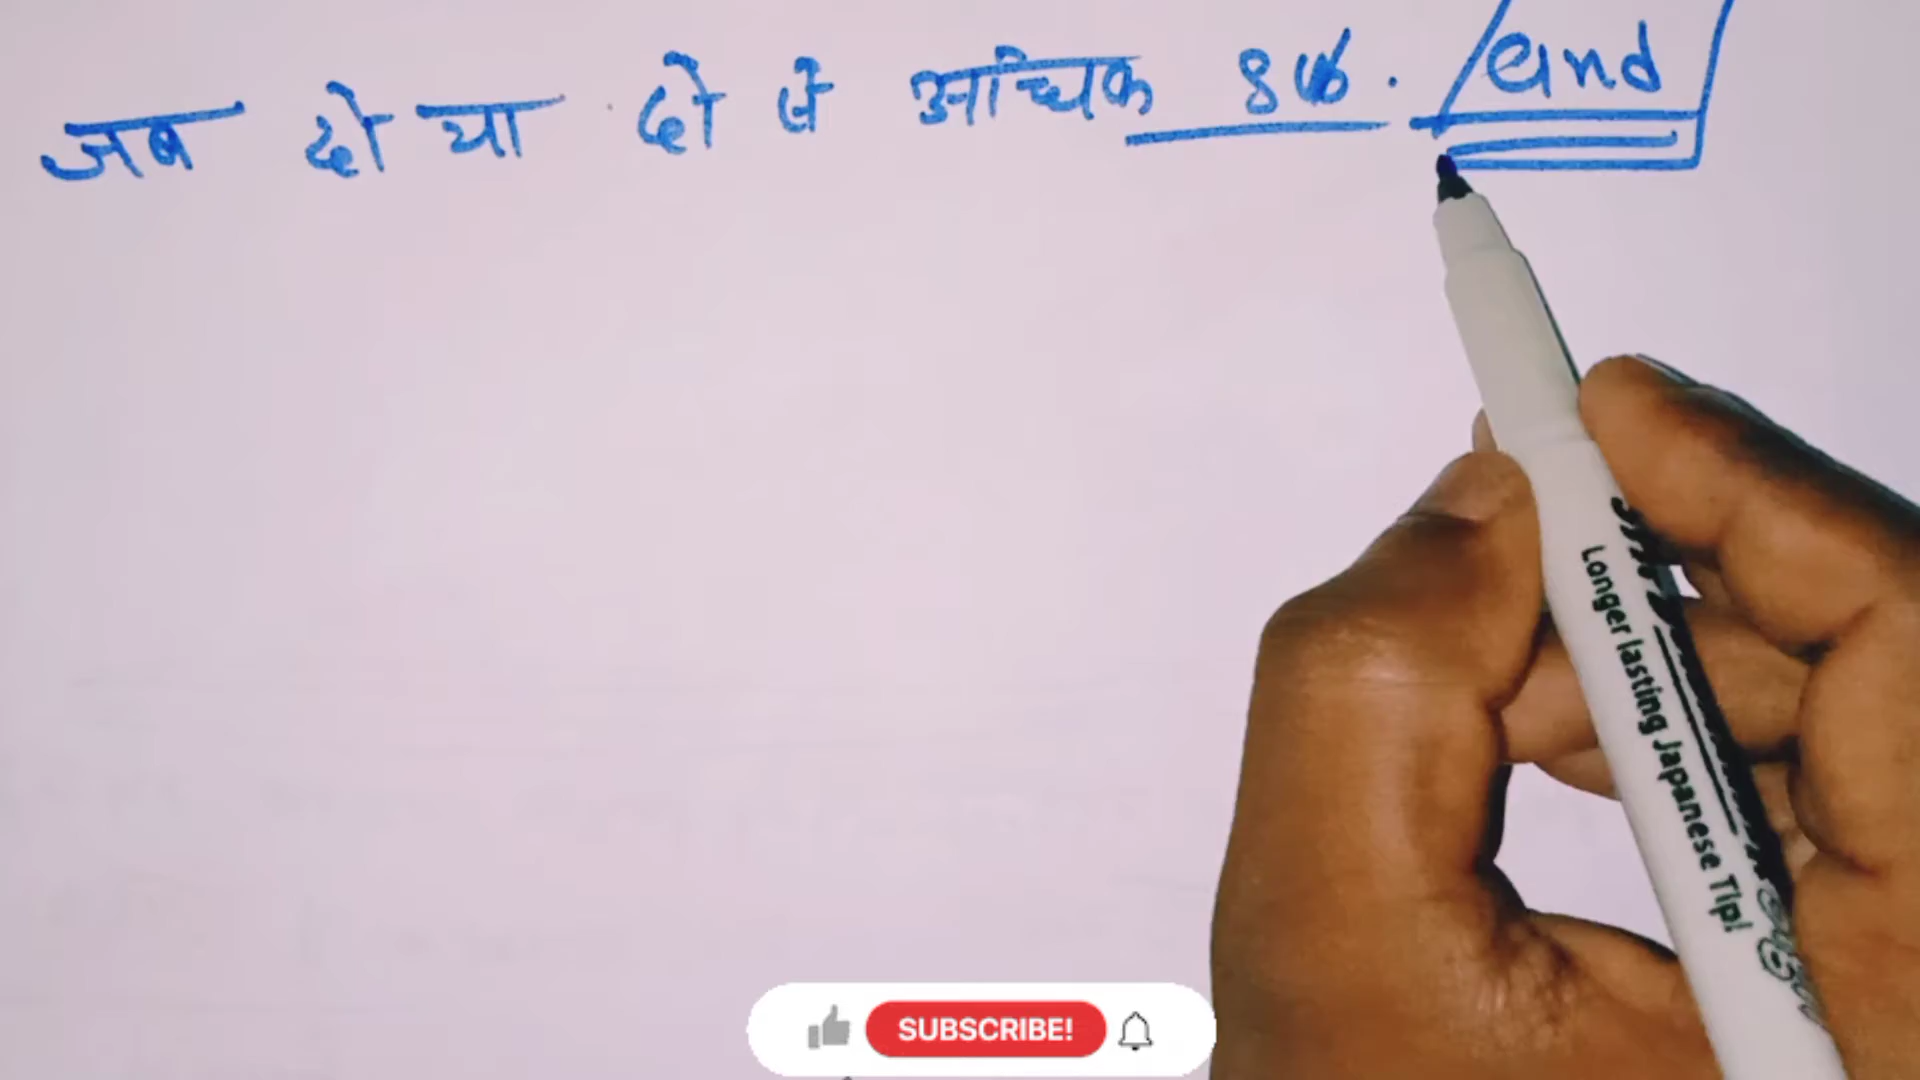 जब दो या दो से अधिक sub. and
Longer lasting Japanese Tip!
SUBSCRIBE!